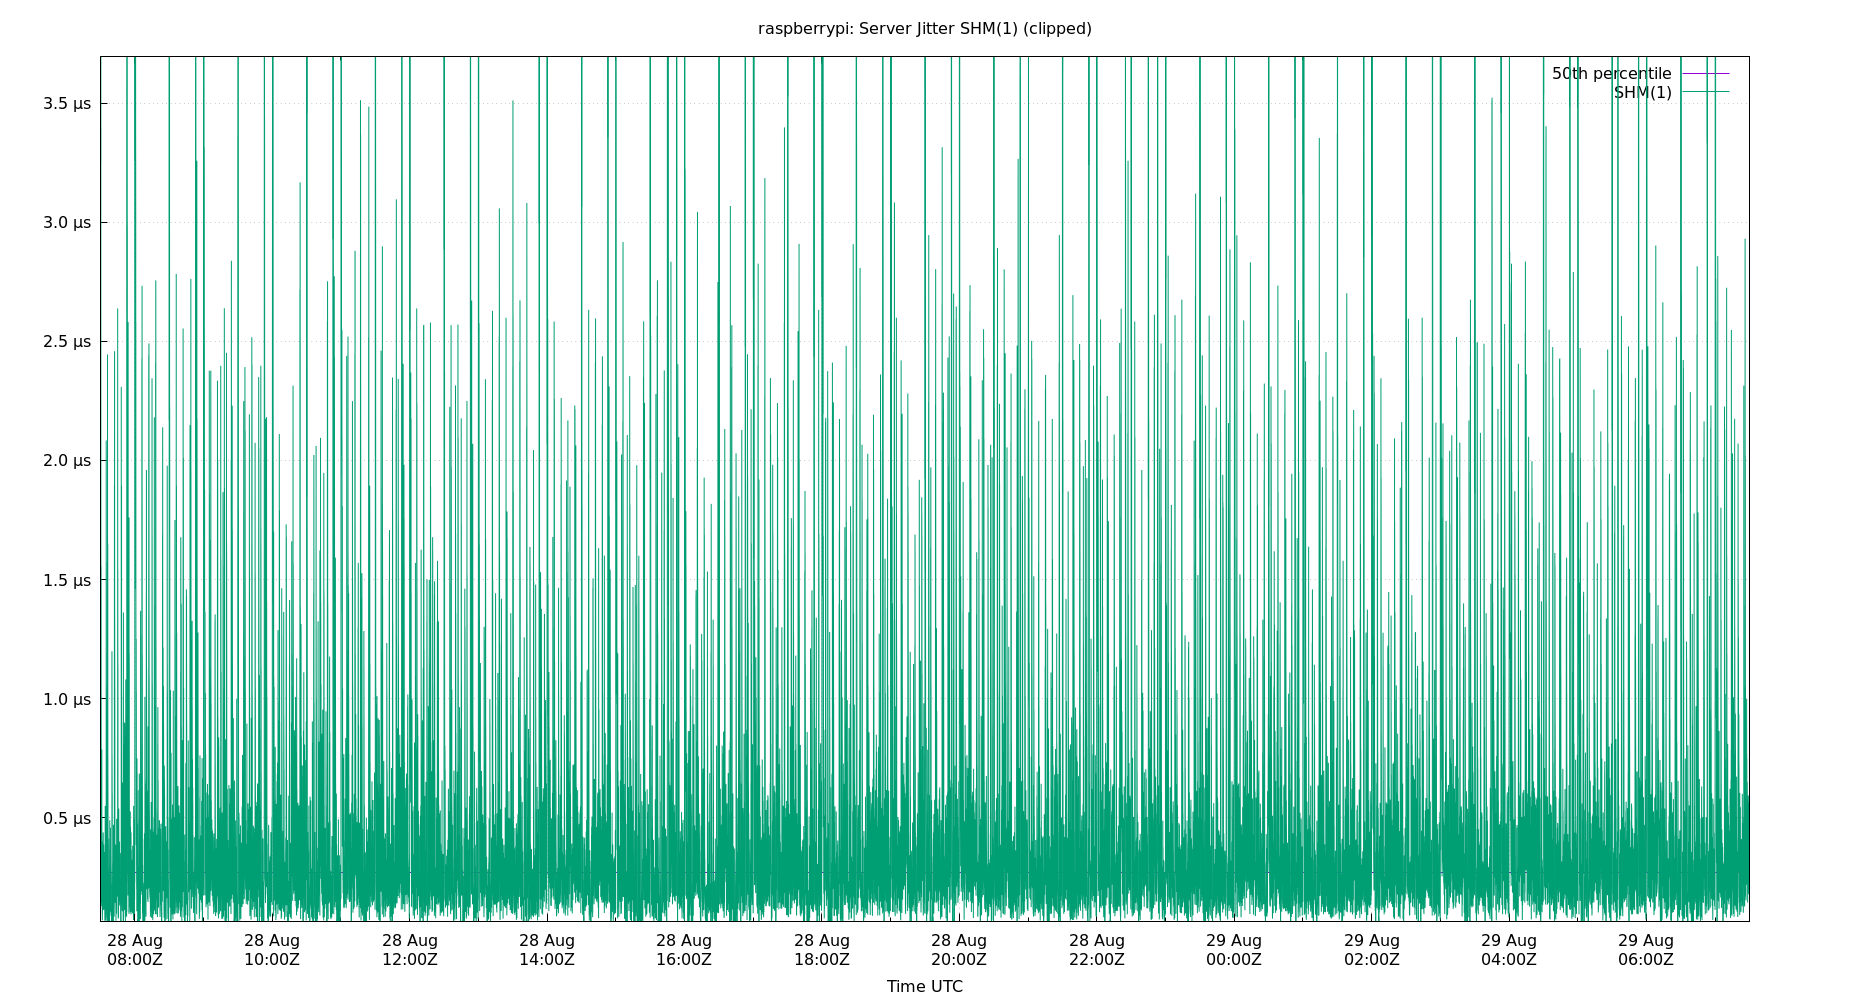 raspberrypi: Server Jitter SHM(1) (clipped)
50th percentile
SHM(1)
3.5 µs
3.0 µs
2.5 µs
2.0 µs
1.5 µs
1.0 µs
0.5 µs
28 Aug 28 Aug 28 Aug 28 Aug 28 Aug 28 Aug 28 Aug 28 Aug 29 Aug 29 Aug 29 Aug 29 Aug
08:00Z 10:00Z 12:00Z 14:00Z 16:00Z 18:00Z 20:00Z 22:00Z 00:00Z 02:00Z 04:00Z 06:00Z
Time UTC